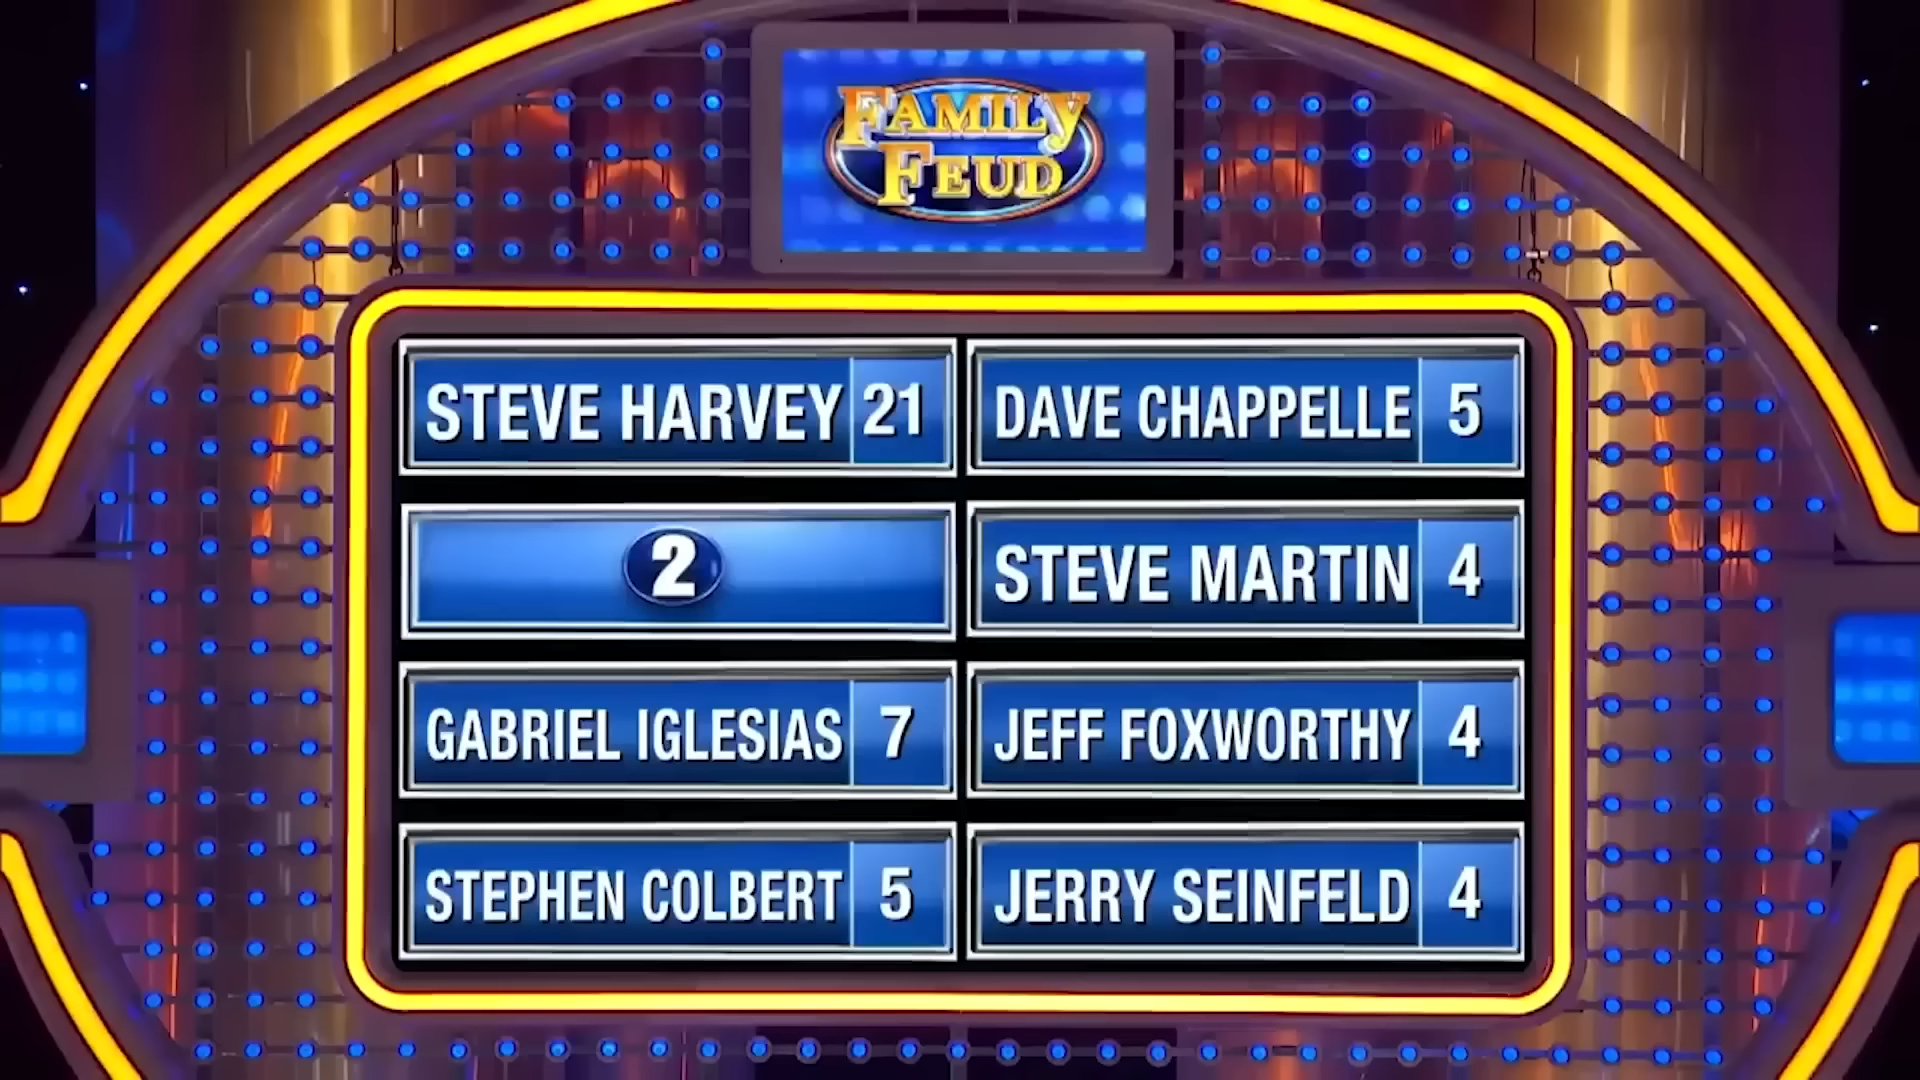 FAMILY
FEUD
STEVE HARVEY 21
2
GABRIEL IGLESIAS 7
STEPHEN COLBERT 5
DAVE CHAPPELLE 5
STEVE MARTIN 4
JEFF FOXWORTHY 4
JERRY SEINFELD 4